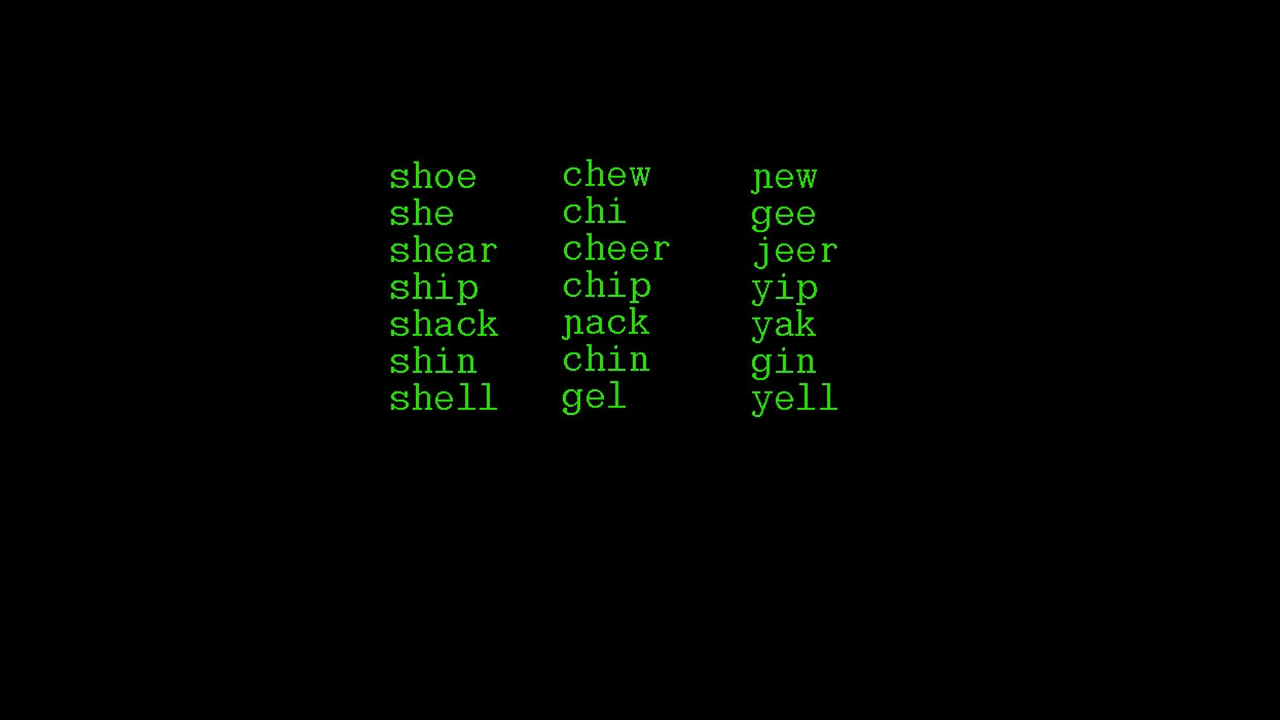 shoe chew ɲew
she chi gee
shear cheer jeer
ship chip yip
shack ɲack yak
shin chin gin
shell gel yell